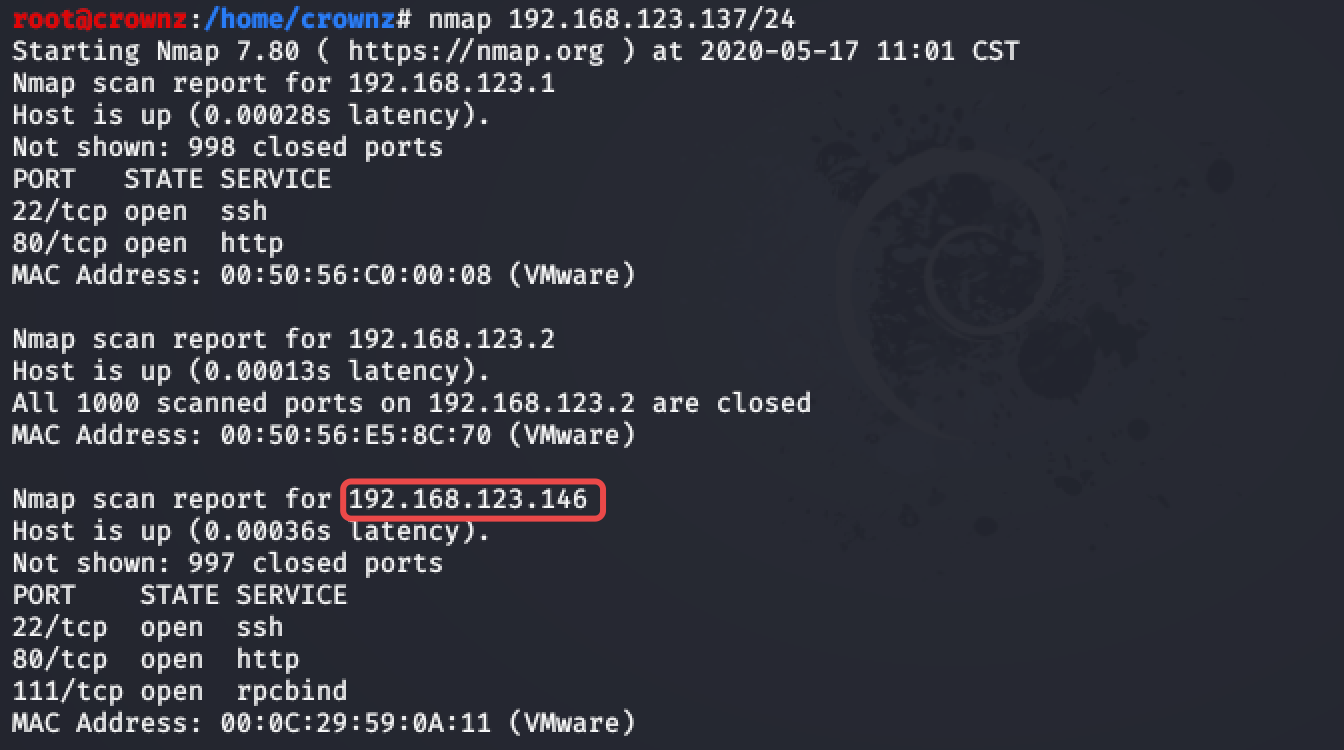 root@crownz:/home/crownz# nmap 192.168.123.137/24
Starting Nmap 7.80 ( https://nmap.org ) at 2020-05-17 11:01 CST
Nmap scan report for 192.168.123.1
Host is up (0.00028s latency).
Not shown: 998 closed ports
PORT   STATE SERVICE
22/tcp open  ssh
80/tcp open  http
MAC Address: 00:50:56:C0:00:08 (VMware)

Nmap scan report for 192.168.123.2
Host is up (0.00013s latency).
All 1000 scanned ports on 192.168.123.2 are closed
MAC Address: 00:50:56:E5:8C:70 (VMware)

Nmap scan report for 192.168.123.146
Host is up (0.00036s latency).
Not shown: 997 closed ports
PORT    STATE SERVICE
22/tcp  open  ssh
80/tcp  open  http
111/tcp open  rpcbind
MAC Address: 00:0C:29:59:0A:11 (VMware)